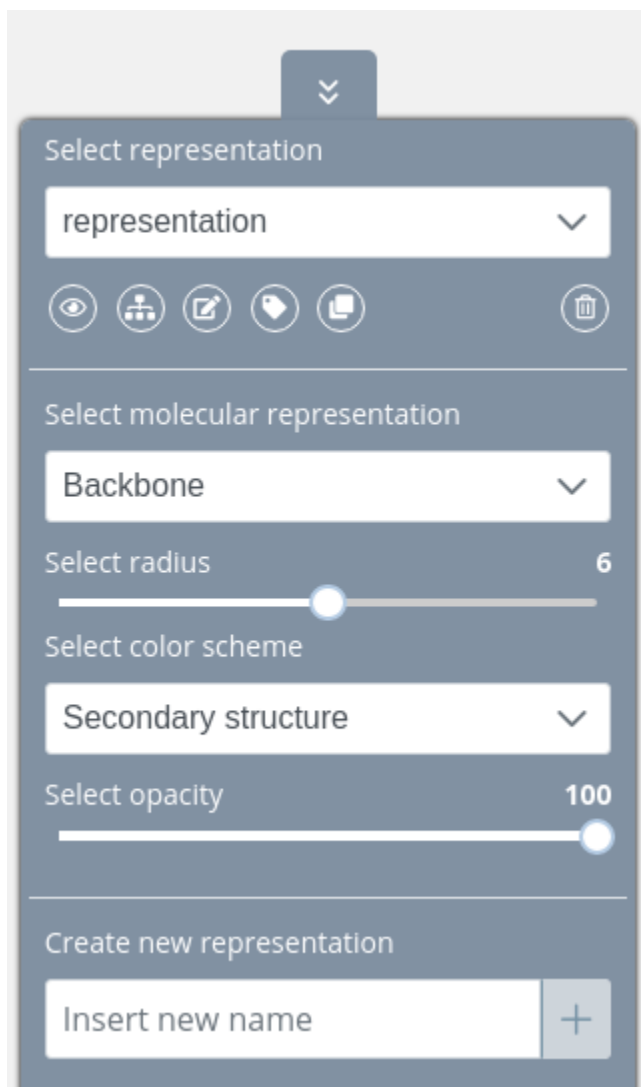 Select representation
representation
Select molecular representation
Backbone
Select radius 6
Select color scheme
Secondary structure
Select opacity 100
Create new representation
Insert new name +